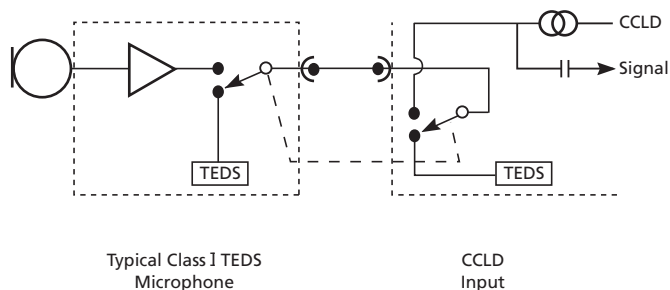 CCLD
Signal
TEDS
TEDS
Typical Class I TEDS
Microphone
CCLD
Input